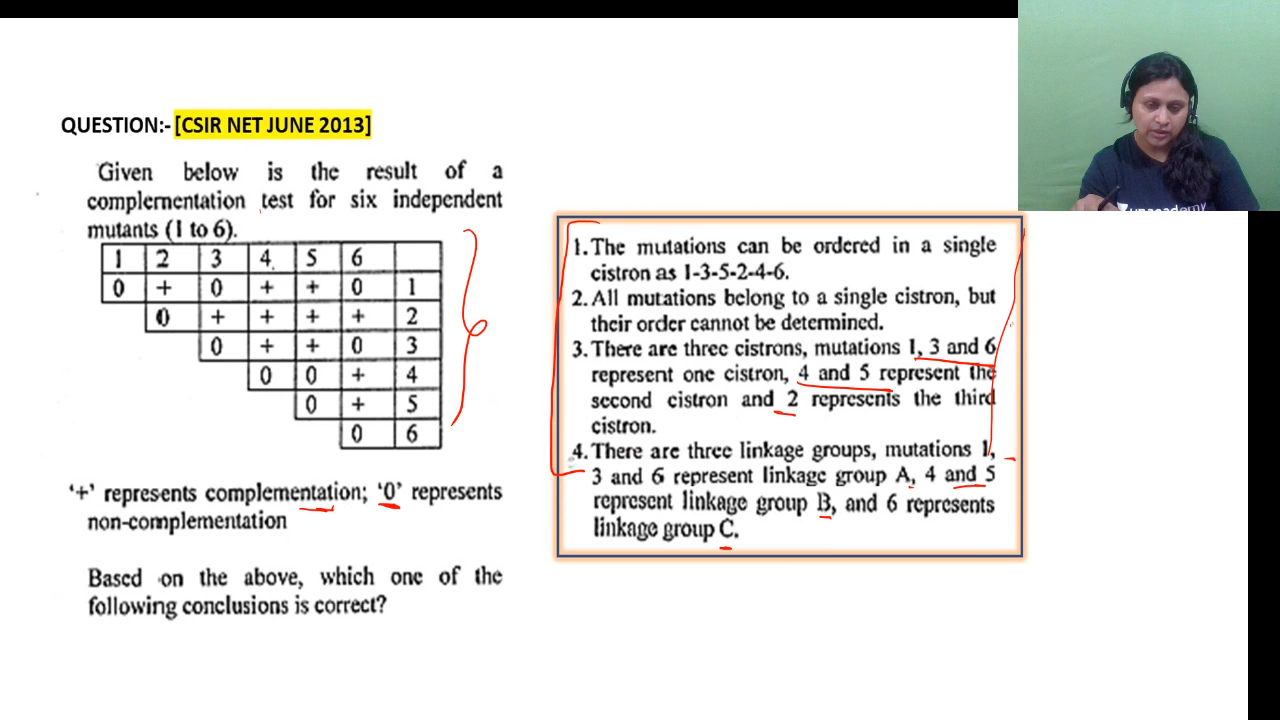 QUESTION:- [CSIR NET JUNE 2013]
Given below is the result of a
complementation test for six independent
mutants (1 to 6).
1 2 3 4 5 6
0 + 0 + + 0 1
0 + + + + 2
0 + + 0 3
0 0 + 4
0 + 5
0 6
'+' represents complementation; '0' represents
non-complementation
Based on the above, which one of the
following conclusions is correct?
1. The mutations can be ordered in a single
cistron as 1-3-5-2-4-6.
2. All mutations belong to a single cistron, but
their order cannot be determined.
3. There are three cistrons, mutations 1, 3 and 6
represent one cistron, 4 and 5 represent the
second cistron and 2 represents the third
cistron.
4. There are three linkage groups, mutations 1,
3 and 6 represent linkage group A, 4 and 5
represent linkage group B, and 6 represents
linkage group C.